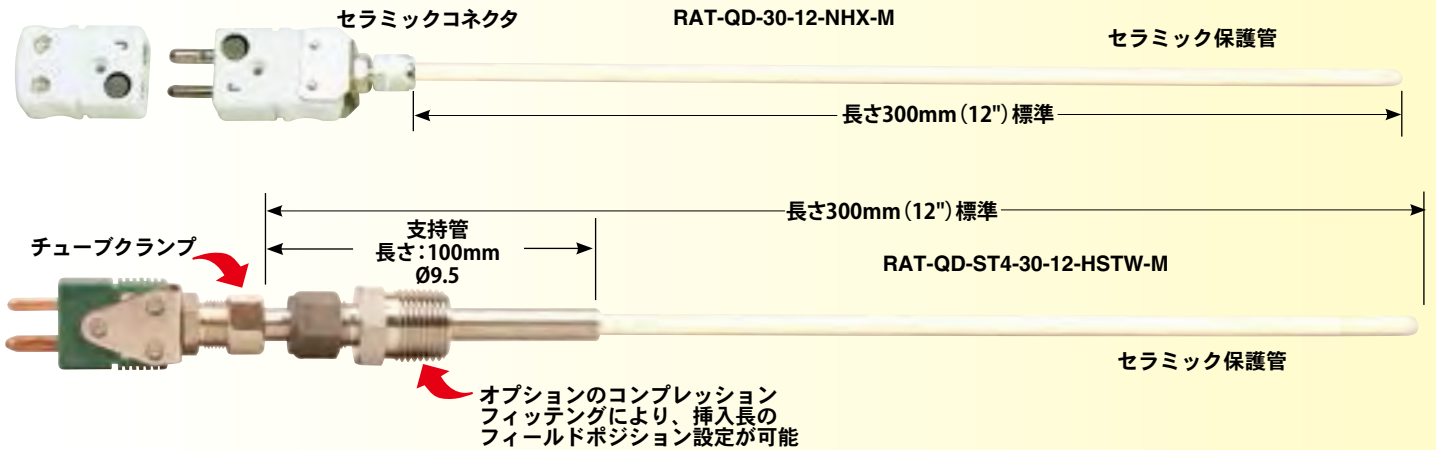 セラミックコネクタ
RAT-QD-30-12-NHX-M
セラミック保護管
長さ300mm（12"）標準
長さ300mm（12"）標準
支持管
長さ：100mm
Ø9.5
チューブクランプ
RAT-QD-ST4-30-12-HSTW-M
セラミック保護管
オプションのコンプレッション
フィッテングにより、挿入長の
フィールドポジション設定が可能